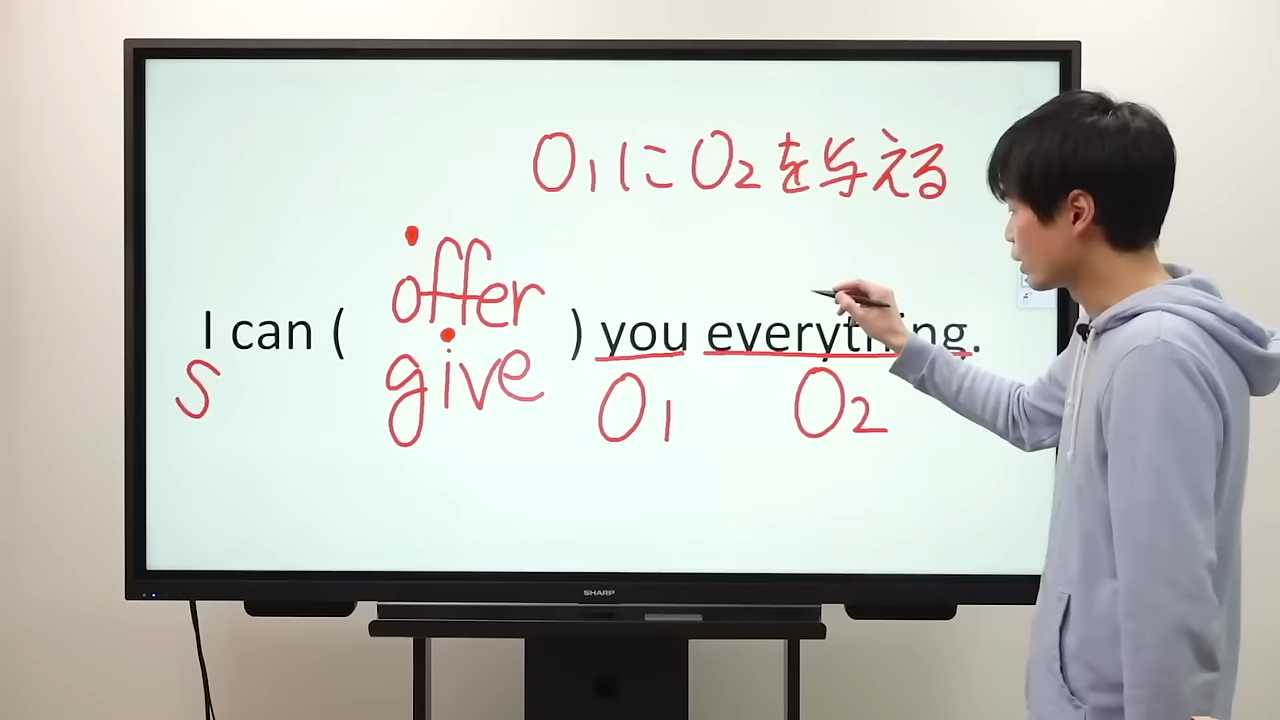 O1にO2を与える
offer
I can ( ) you everything.
give
S
O1 O2
SHARP